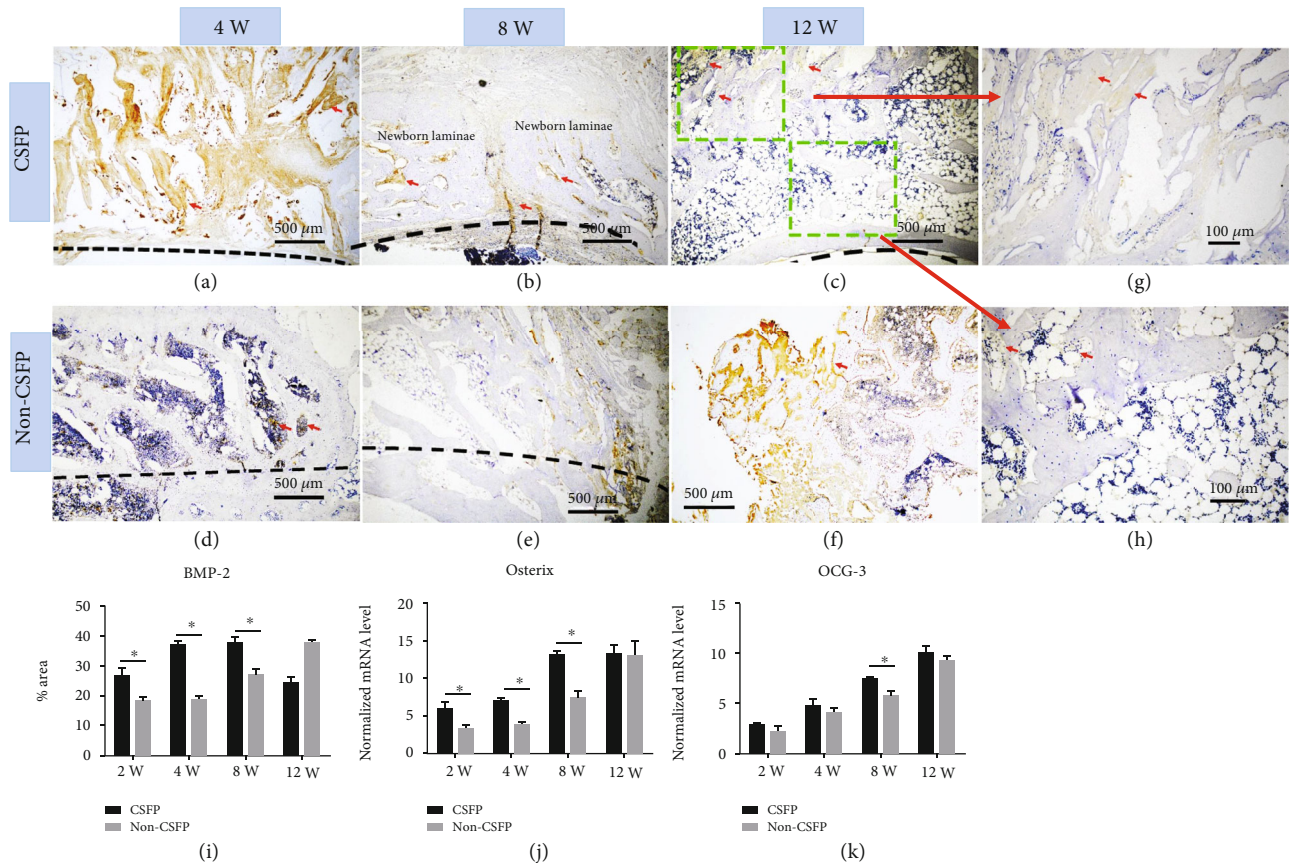 4 W
8 W
12 W
CSFP
500 µm
Newborn laminae
Newborn laminae
500 µm
500 µm
100 µm
(a)
(b)
(c)
(g)
Non-CSFP
500 µm
500 µm
500 µm
100 µm
(d)
(e)
(f)
(h)
BMP-2
% area
50
40
30
20
10
0
*
*
*
2 W
4 W
8 W
12 W
CSFP
Non-CSFP
(i)
Osterix
Normalized mRNA level
20
15
10
5
0
*
*
*
2 W
4 W
8 W
12 W
CSFP
Non-CSFP
(j)
OCG-3
Normalized mRNA level
15
10
5
0
*
2 W
4 W
8 W
12 W
CSFP
Non-CSFP
(k)